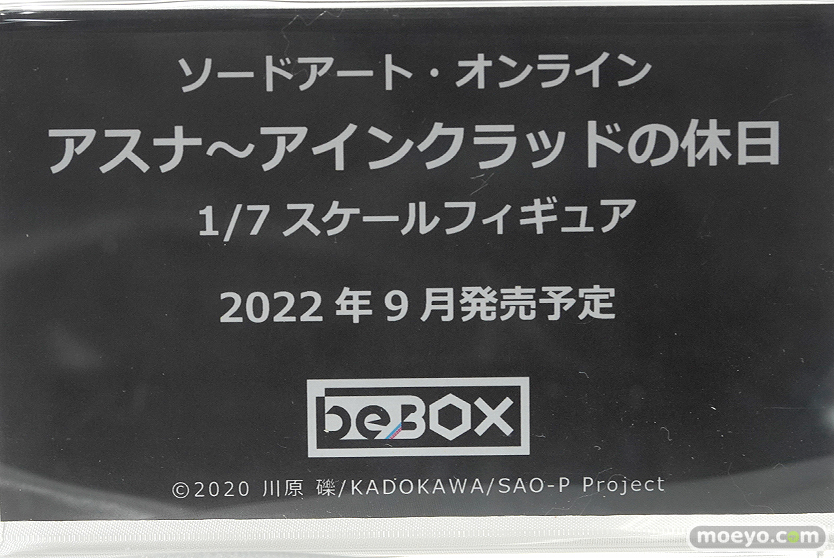 ソードアート・オンライン
アスナ～アインクラッドの休日
1/7 スケールフィギュア
2022 年 9 月発売予定
beBOX
©2020 川原 礫/KADOKAWA/SAO-P Project
moeyo.com